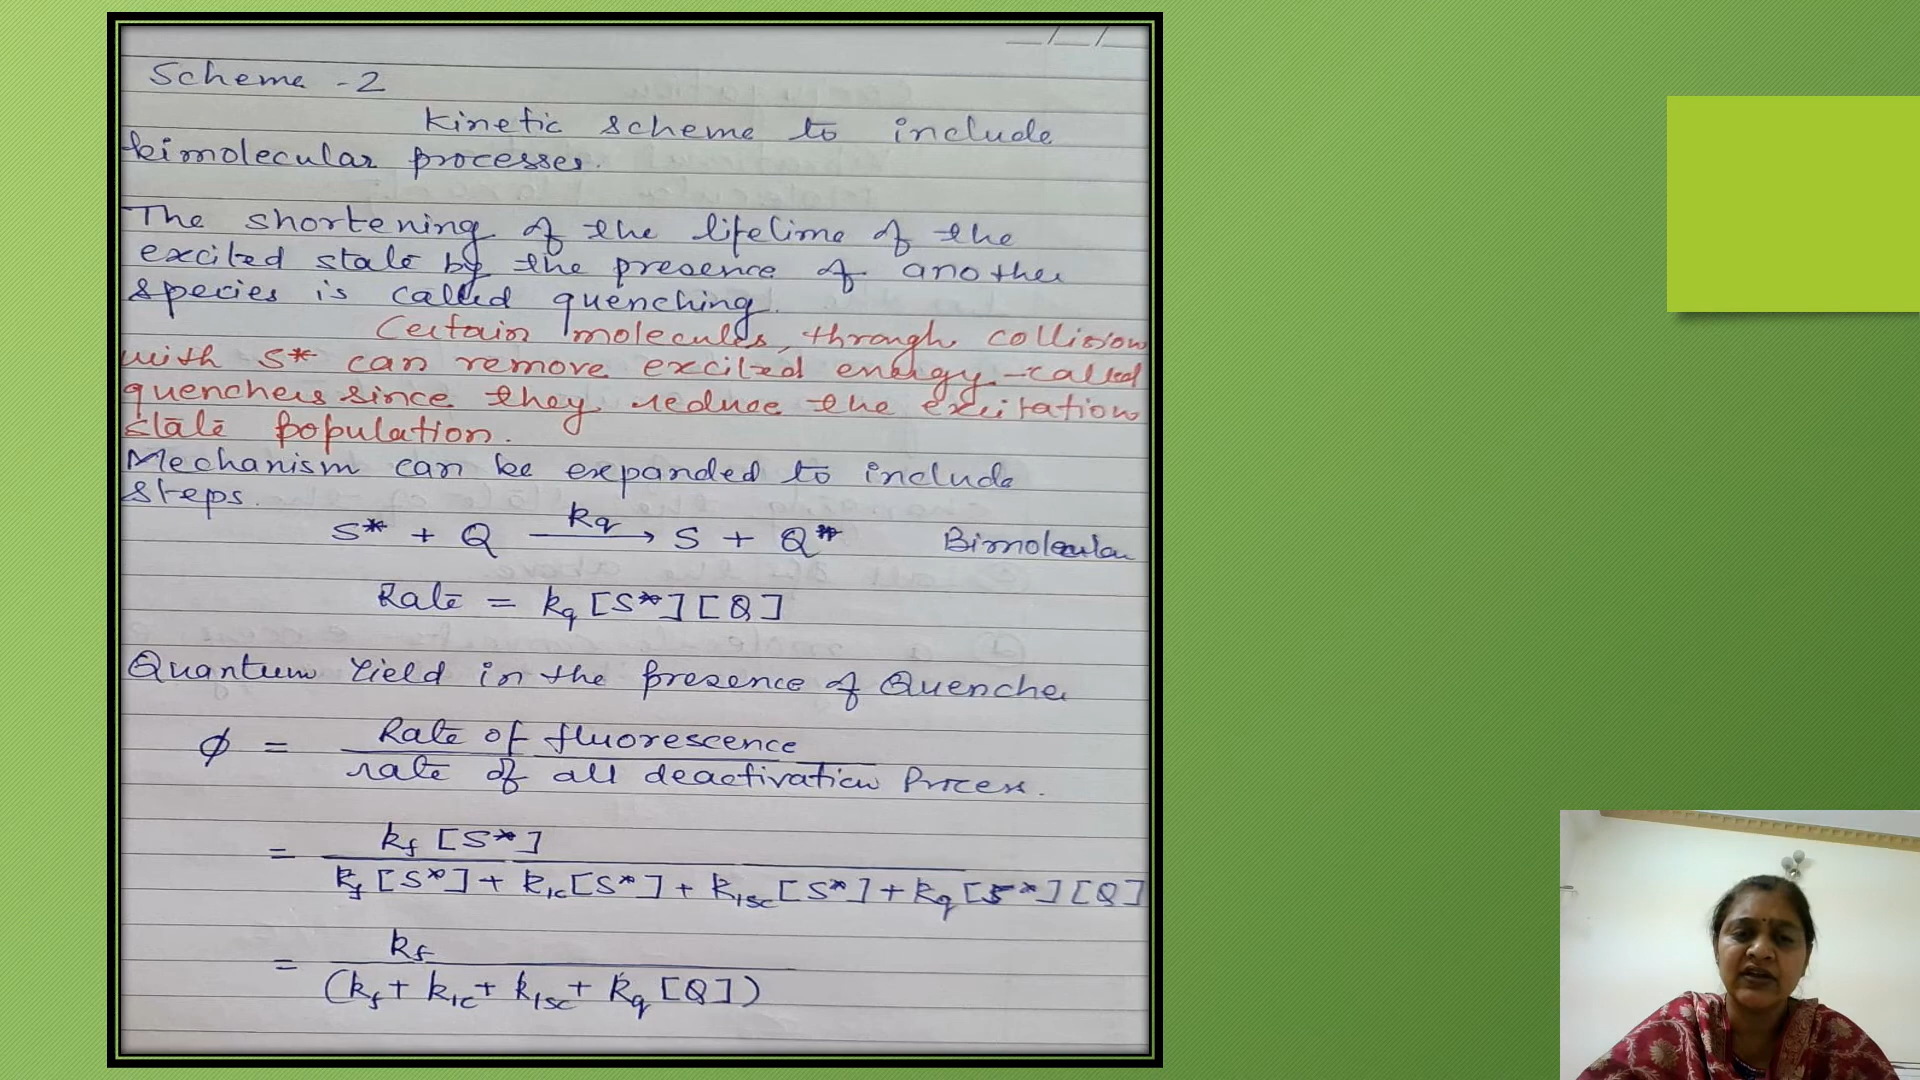 __/__/
Scheme - 2
Kinetic scheme to include
bimolecular processes.
The shortening of the lifetime of the
excited state by the presence of another
species is called quenching.
Certain molecules, through collision
with S* can remove excited energy - called
quenchers since they reduce the excitation
state population.
Mechanism can be expanded to include
steps.
S* + Q —kq→ S + Q* Bimolecular
Rate = kq [S*] [Q]
Quantum Yield in the presence of Quencher
ϕ = Rate of fluorescence
rate of all deactivation Process.
= kf [S*]
kf [S*] + kIC [S*] + kISC [S*] + kq [S*] [Q]
= kf
(kf + kIC + kISC + kq [Q])